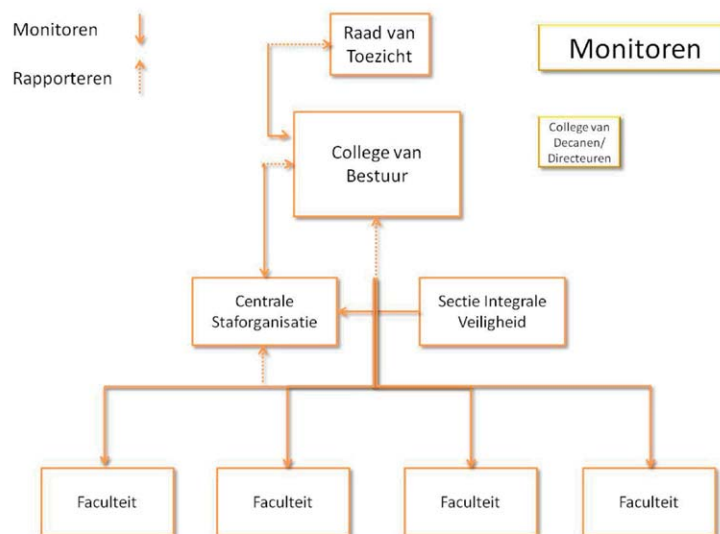 Monitoren
Rapporteren
Raad van
Toezicht
Monitoren
College van
Bestuur
College van
Decanen/
Directeuren
Centrale
Staforganisatie
Sectie Integrale
Veiligheid
Faculteit
Faculteit
Faculteit
Faculteit